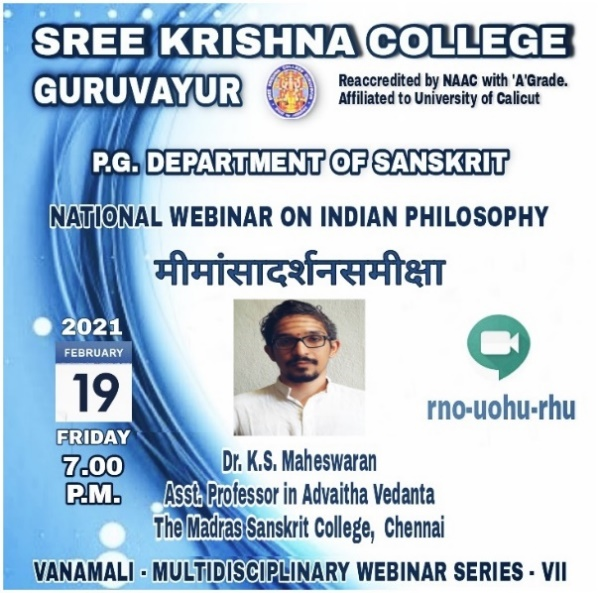 SREE KRISHNA COLLEGE
GURUVAYUR
Reaccredited by NAAC with 'A'Grade.
Affiliated to University of Calicut
P.G. DEPARTMENT OF SANSKRIT
NATIONAL WEBINAR ON INDIAN PHILOSOPHY
मीमांसादर्शनसमीक्षा
2021
FEBRUARY
19
FRIDAY
7.00
P.M.
rno-uohu-rhu
Dr. K.S. Maheswaran
Asst. Professor in Advaitha Vedanta
The Madras Sanskrit College, Chennai
VANAMALI - MULTIDISCIPLINARY WEBINAR SERIES - VII